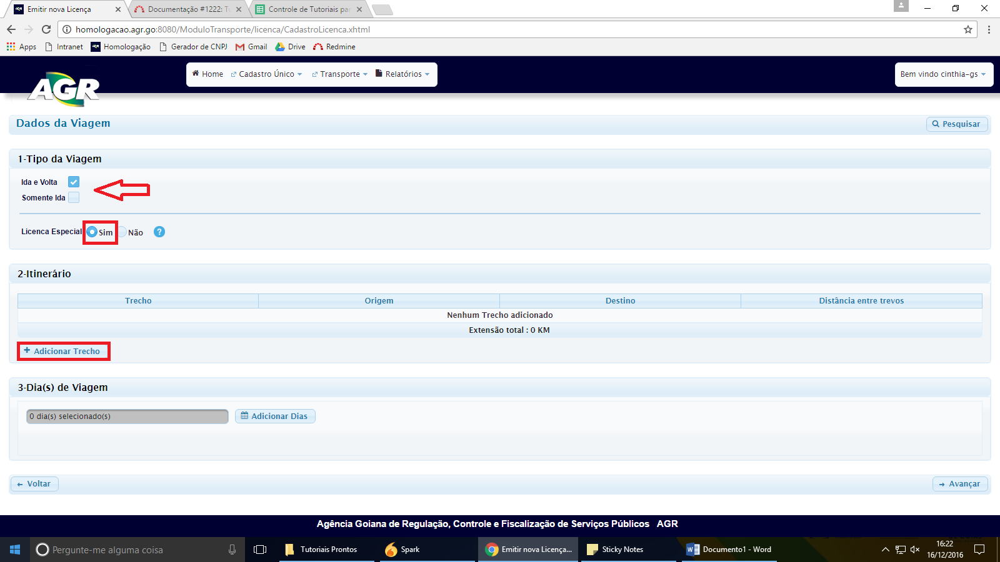 Emitir nova Licença
Documentação #1222: T
Controle de Tutoriais pa
homologacao.agr.go:8080/ModuloTransporte/licenca/CadastroLicenca.xhtml
Apps Intranet Homologação Gerador de CNPJ Gmail Drive Redmine
AGR
Home Cadastro Único Transporte Relatórios
Bem vindo cinthia-gs
Dados da Viagem
Pesquisar
1-Tipo da Viagem
Ida e Volta
Somente Ida
Licenca Especial Sim Não ?
2-Itinerário
Trecho Origem Destino Distância entre trevos
Nenhum Trecho adicionado
Extensão total : 0 KM
+ Adicionar Trecho
3-Dia(s) de Viagem
0 dia(s) selecionado(s) Adicionar Dias
← Voltar
→ Avançar
Agência Goiana de Regulação, Controle e Fiscalização de Serviços Públicos AGR
Pergunte-me alguma coisa
Tutoriais Prontos
Spark
Emitir nova Licença...
Sticky Notes
Documento1 - Word
16:22
16/12/2016